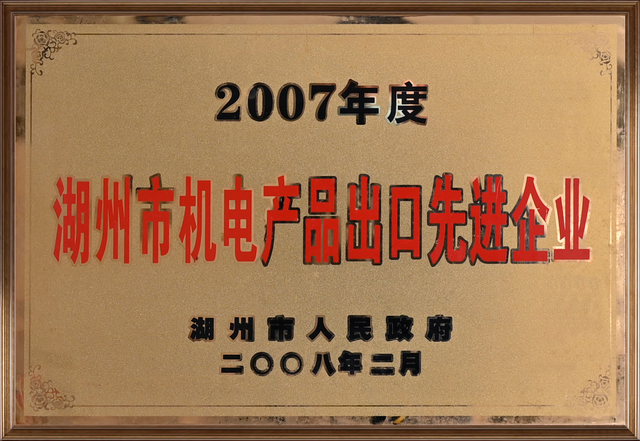 2007年度
湖州市机电产品出口先进企业
湖州市人民政府
二〇〇八年二月